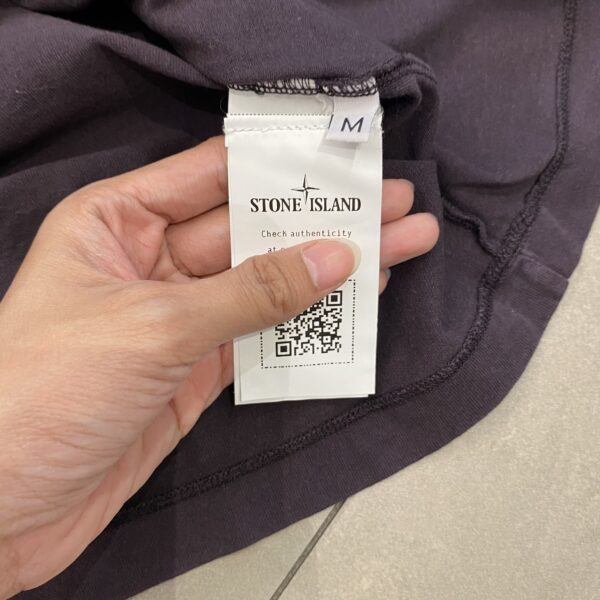 M
STONE ISLAND
Check authenticity
at